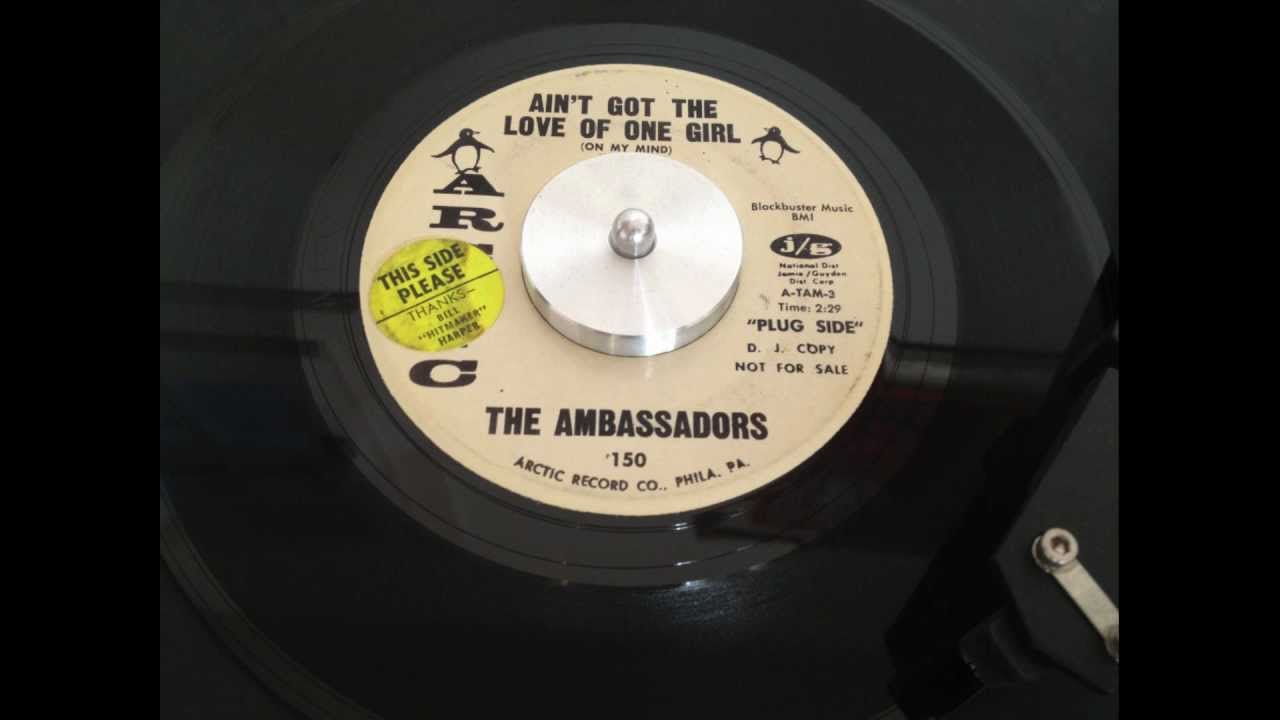 AIN'T GOT THE
LOVE OF ONE GIRL
(ON MY MIND)
Blockbuster Music
BMI
j/g
National Dist
Jamie/Guyden
Dist Corp
A-TAM-3
Time: 2:29
"PLUG SIDE"
D. J. COPY
NOT FOR SALE
THIS SIDE
PLEASE
THANKS—
BILL
"HITMAKER"
HARPER
THE AMBASSADORS
150
ARCTIC RECORD CO., PHILA. PA.